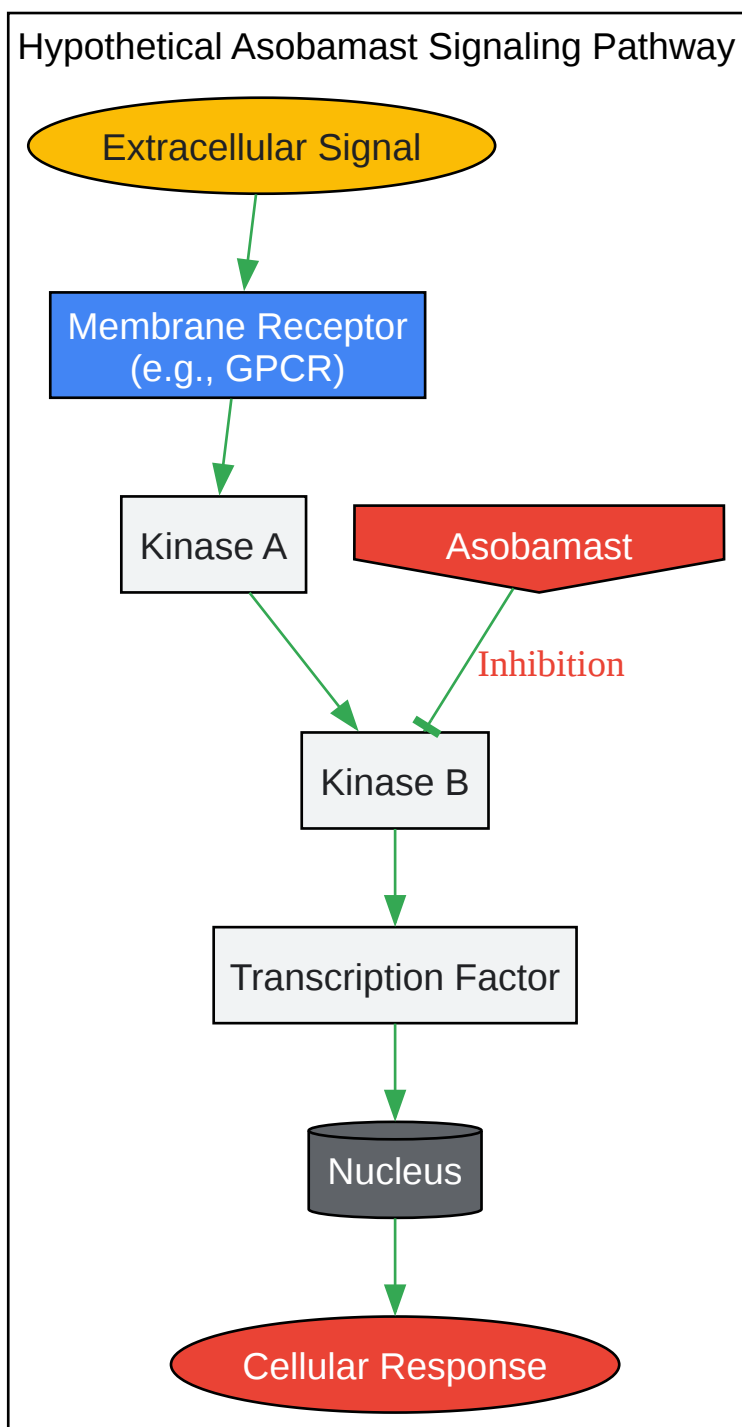 Hypothetical Asobamast Signaling Pathway
Extracellular Signal
Membrane Receptor
(e.g., GPCR)
Kinase A
Asobamast
Inhibition
Kinase B
Transcription Factor
Nucleus
Cellular Response